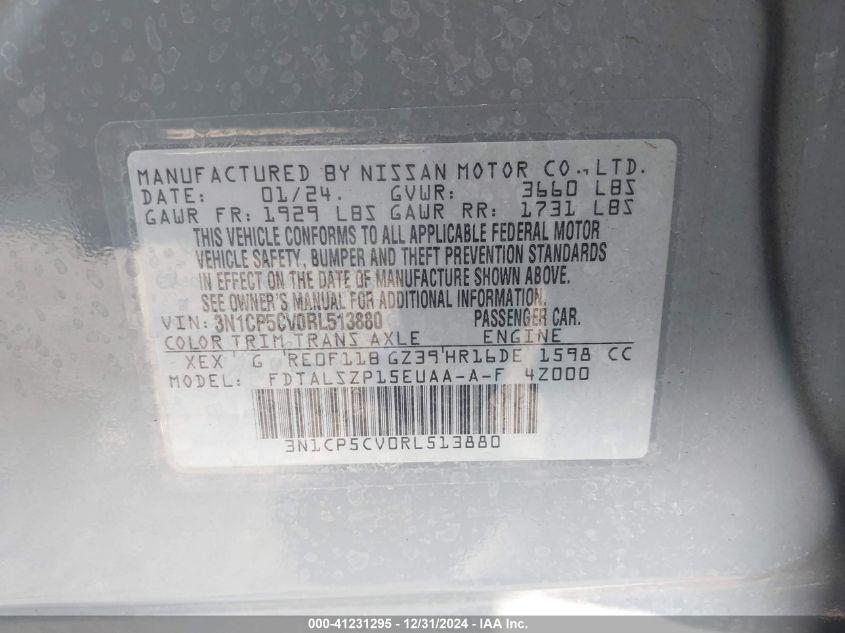 MANUFACTURED BY NISSAN MOTOR CO., LTD.
DATE: 01/24. GVWR: 3660 LBS
GAWR FR: 1929 LBS GAWR RR: 1731 LBS
THIS VEHICLE CONFORMS TO ALL APPLICABLE FEDERAL MOTOR
VEHICLE SAFETY, BUMPER AND THEFT PREVENTION STANDARDS
IN EFFECT ON THE DATE OF MANUFACTURE SHOWN ABOVE.
SEE OWNER'S MANUAL FOR ADDITIONAL INFORMATION.
VIN: 3N1CP5CV0RL513880 PASSENGER CAR.
COLOR TRIM TRANS AXLE ENGINE
XEX G RE0F11B GZ39 HR16DE 1598 CC
MODEL: FDTALSZP15EUAA-A-F 4Z000
3N1CP5CV0RL513880
000-41231295 - 12/31/2024 - IAA Inc.